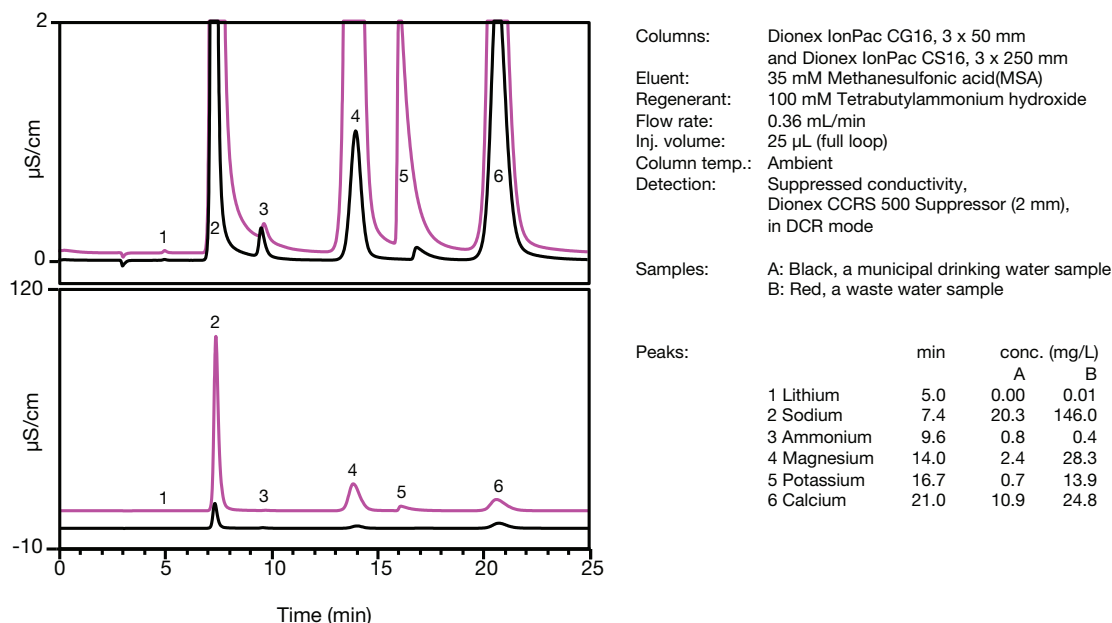 2
µS/cm
0
1
2
3
4
5
6
120
µS/cm
-10
1
2
3
4
5
6
0 5 10 15 20 25
Time (min)
Columns: Dionex IonPac CG16, 3 x 50 mm
and Dionex IonPac CS16, 3 x 250 mm
Eluent: 35 mM Methanesulfonic acid(MSA)
Regenerant: 100 mM Tetrabutylammonium hydroxide
Flow rate: 0.36 mL/min
Inj. volume: 25 µL (full loop)
Column temp.: Ambient
Detection: Suppressed conductivity,
Dionex CCRS 500 Suppressor (2 mm),
in DCR mode
Samples: A: Black, a municipal drinking water sample
B: Red, a waste water sample
Peaks: min conc. (mg/L)
A B
1 Lithium 5.0 0.00 0.01
2 Sodium 7.4 20.3 146.0
3 Ammonium 9.6 0.8 0.4
4 Magnesium 14.0 2.4 28.3
5 Potassium 16.7 0.7 13.9
6 Calcium 21.0 10.9 24.8